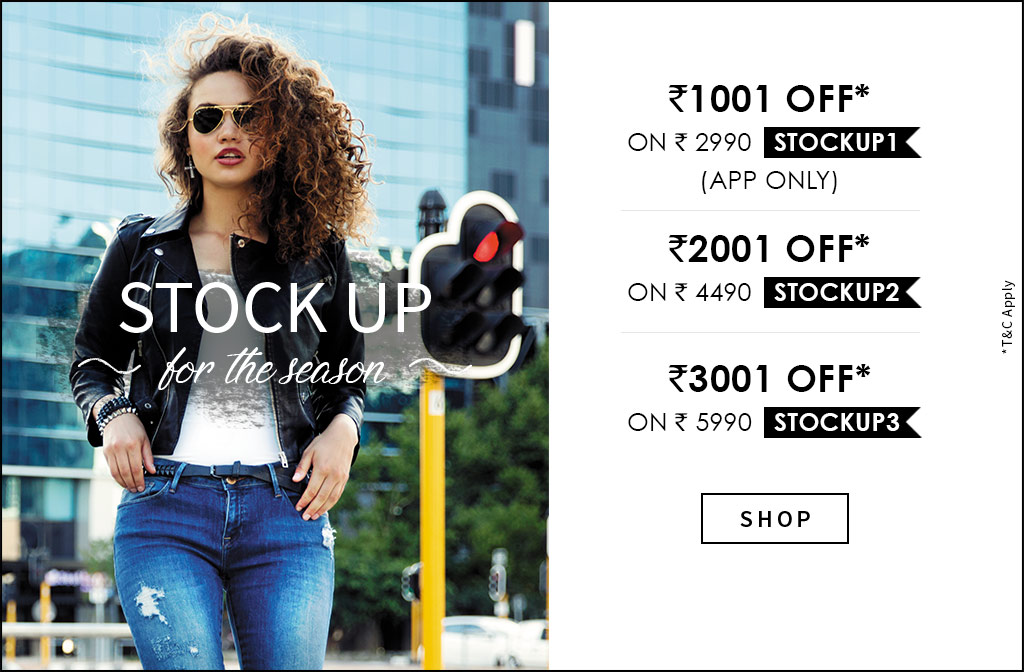 STOCK UP
for the season
₹1001 OFF*
ON ₹ 2990 STOCKUP1
(APP ONLY)
₹2001 OFF*
ON ₹ 4490 STOCKUP2
₹3001 OFF*
ON ₹ 5990 STOCKUP3
SHOP
*T&C Apply